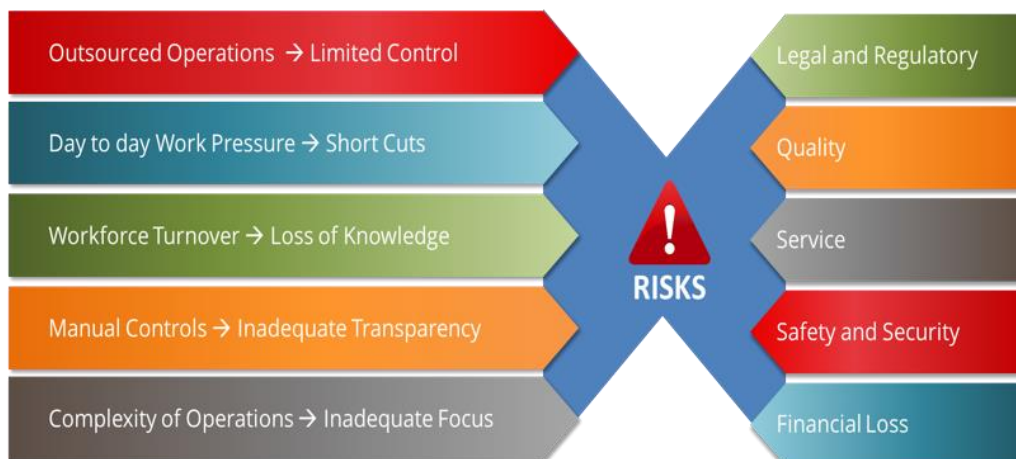 Outsourced Operations → Limited Control
Day to day Work Pressure → Short Cuts
Workforce Turnover → Loss of Knowledge
Manual Controls → Inadequate Transparency
Complexity of Operations → Inadequate Focus
!
RISKS
Legal and Regulatory
Quality
Service
Safety and Security
Financial Loss